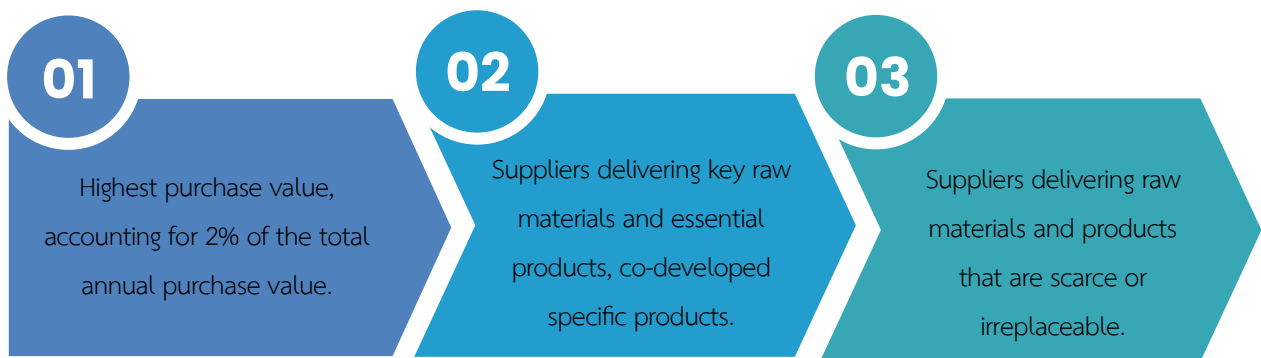 01
Highest purchase value,
accounting for 2% of the total
annual purchase value.
02
Suppliers delivering key raw
materials and essential
products, co-developed
specific products.
03
Suppliers delivering raw
materials and products
that are scarce or
irreplaceable.